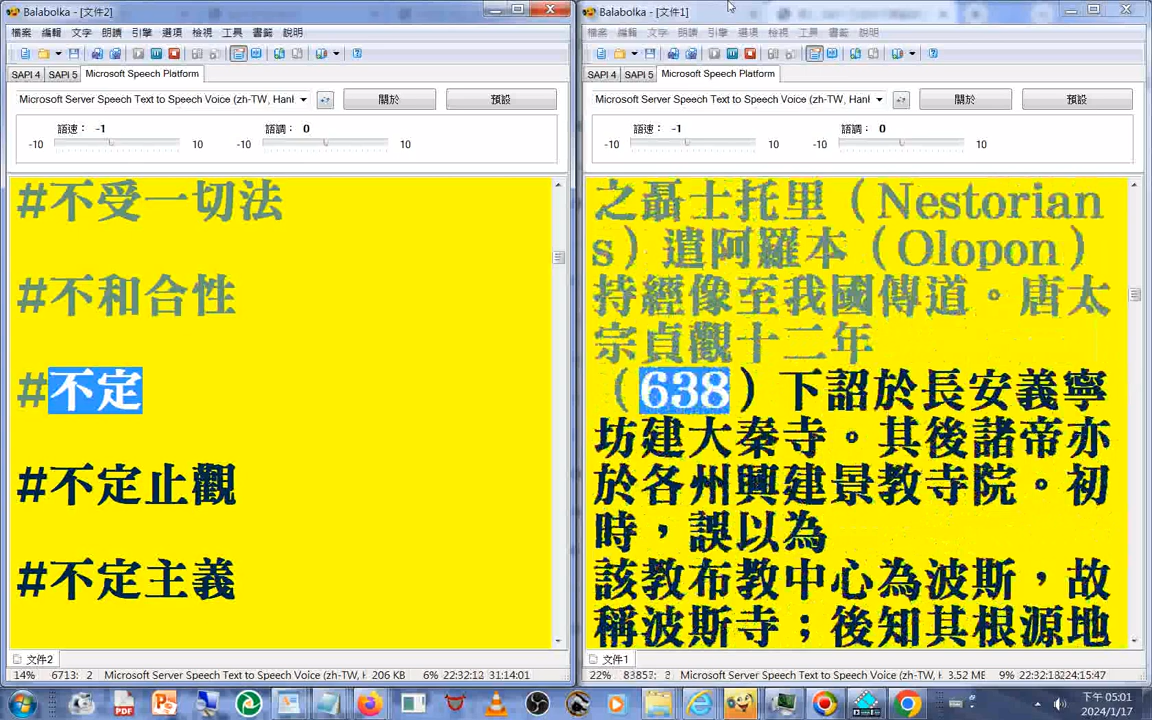 Balabolka - [文件2]
檔案 編輯 文字 朗讀 引擎 選項 檢視 工具 書籤 說明
SAPI 4 SAPI 5 Microsoft Speech Platform
Microsoft Server Speech Text to Speech Voice (zh-TW, Hanl
關於
預設
語速: -1
語調: 0
-10 10 -10 10
#不受一切法
#不和合性
#不定
#不定止觀
#不定主義
文件2
14% 6713: 2 Microsoft Server Speech Text to Speech Voice (zh-TW, H 206 KB 6% 22:32:18 31:14:01
Balabolka - [文件1]
檔案 編輯 文字 朗讀 引擎 選項 檢視 工具 書籤 說明
SAPI 4 SAPI 5 Microsoft Speech Platform
Microsoft Server Speech Text to Speech Voice (zh-TW, Hanl
關於
預設
語速: -1
語調: 0
-10 10 -10 10
之聶士托里（Nestorian
s）遣阿羅本（Olopon）
持經像至我國傳道。唐太
宗貞觀十二年
（638）下詔於長安義寧
坊建大秦寺。其後諸帝亦
於各州興建景教寺院。初
時，誤以為
該教布教中心為波斯，故
稱波斯寺；後知其根源地
文件1
22% Microsoft Server Speech Text to Speech Voice (zh-TW, H 3.52 MB 9%
下午 05:01
2024/1/17